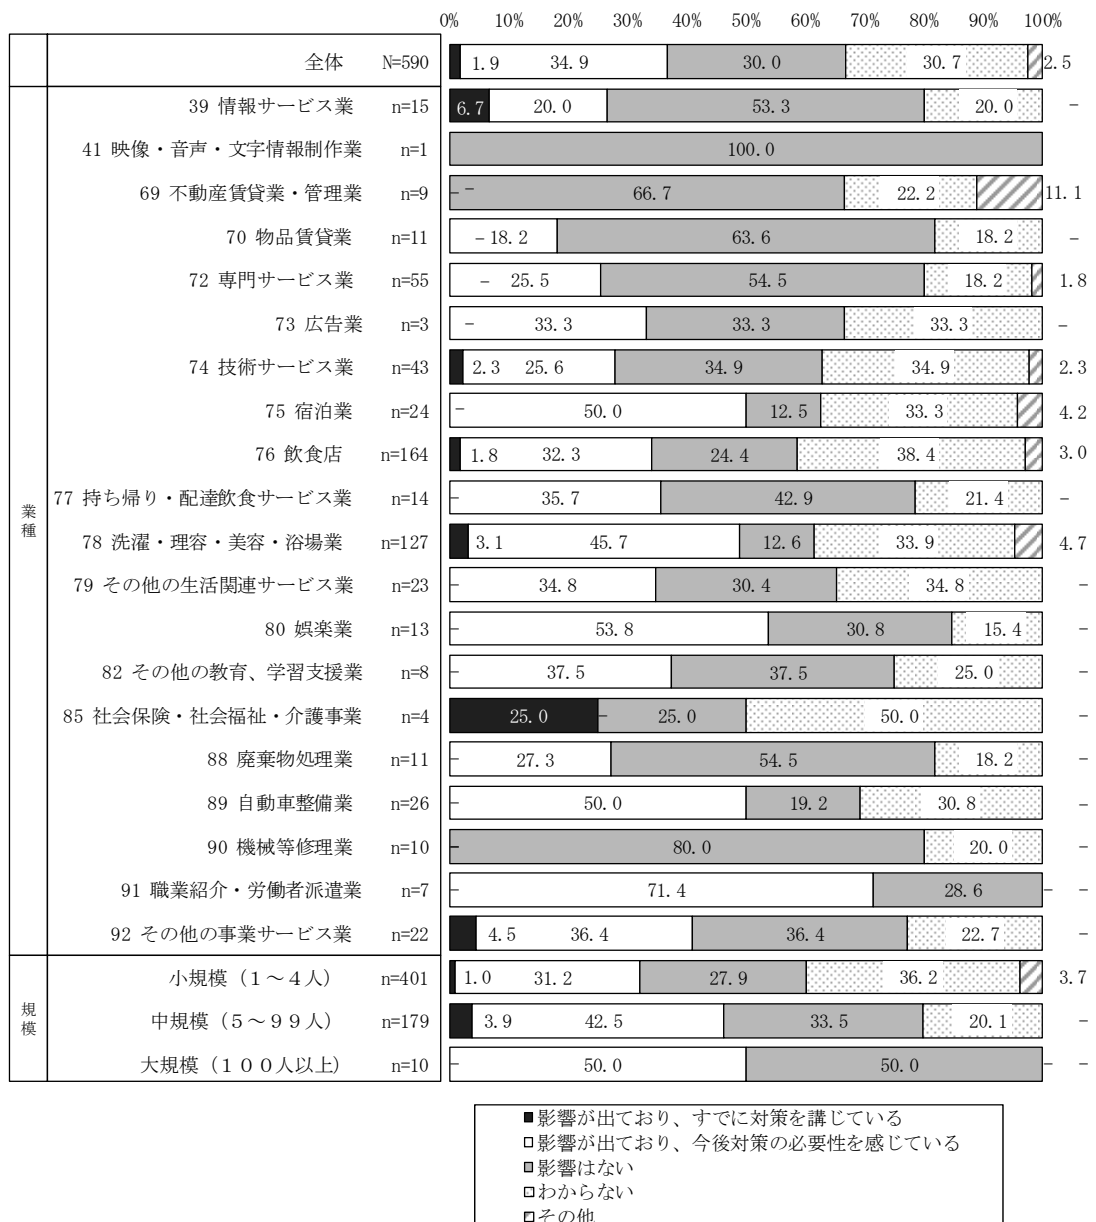 0% 10% 20% 30% 40% 50% 60% 70% 80% 90% 100%
全体 N=590 1.9 34.9 30.0 30.7 2.5
業種
39 情報サービス業 n=15 6.7 20.0 53.3 20.0 -
41 映像・音声・文字情報制作業 n=1 100.0
69 不動産賃貸業・管理業 n=9 - - 66.7 22.2 11.1
70 物品賃貸業 n=11 - 18.2 63.6 18.2 -
72 専門サービス業 n=55 - 25.5 54.5 18.2 1.8
73 広告業 n=3 - 33.3 33.3 33.3 -
74 技術サービス業 n=43 2.3 25.6 34.9 34.9 2.3
75 宿泊業 n=24 - 50.0 12.5 33.3 4.2
76 飲食店 n=164 1.8 32.3 24.4 38.4 3.0
77 持ち帰り・配達飲食サービス業 n=14 - 35.7 42.9 21.4 -
78 洗濯・理容・美容・浴場業 n=127 3.1 45.7 12.6 33.9 4.7
79 その他の生活関連サービス業 n=23 - 34.8 30.4 34.8 -
80 娯楽業 n=13 - 53.8 30.8 15.4 -
82 その他の教育、学習支援業 n=8 - 37.5 37.5 25.0 -
85 社会保険・社会福祉・介護事業 n=4 25.0 - 25.0 50.0 -
88 廃棄物処理業 n=11 - 27.3 54.5 18.2 -
89 自動車整備業 n=26 - 50.0 19.2 30.8 -
90 機械等修理業 n=10 - 80.0 20.0 -
91 職業紹介・労働者派遣業 n=7 - 71.4 28.6 - -
92 その他の事業サービス業 n=22 4.5 36.4 36.4 22.7 -
規模
小規模（1～4人） n=401 1.0 31.2 27.9 36.2 3.7
中規模（5～99人） n=179 3.9 42.5 33.5 20.1 -
大規模（100人以上） n=10 - 50.0 50.0 - -
影響が出ており、すでに対策を講じている
影響が出ており、今後対策の必要性を感じている
影響はない
わからない
その他